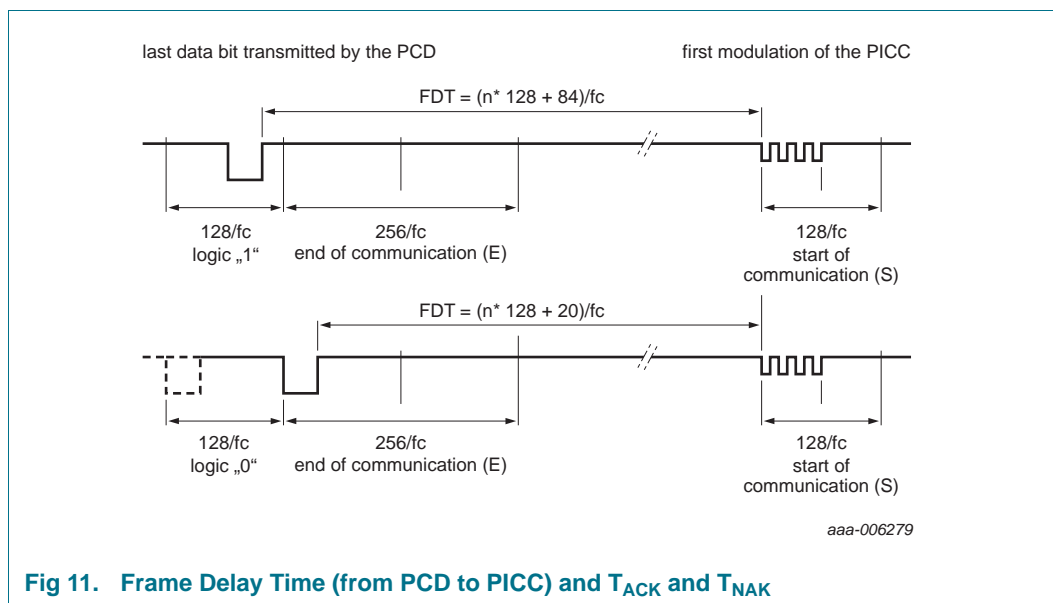 last data bit transmitted by the PCD
first modulation of the PICC
FDT = (n* 128 + 84)/fc
128/fc
logic „1“
256/fc
end of communication (E)
128/fc
start of
communication (S)
FDT = (n* 128 + 20)/fc
128/fc
logic „0“
256/fc
end of communication (E)
128/fc
start of
communication (S)
aaa-006279
Fig 11. Frame Delay Time (from PCD to PICC) and TACK and TNAK